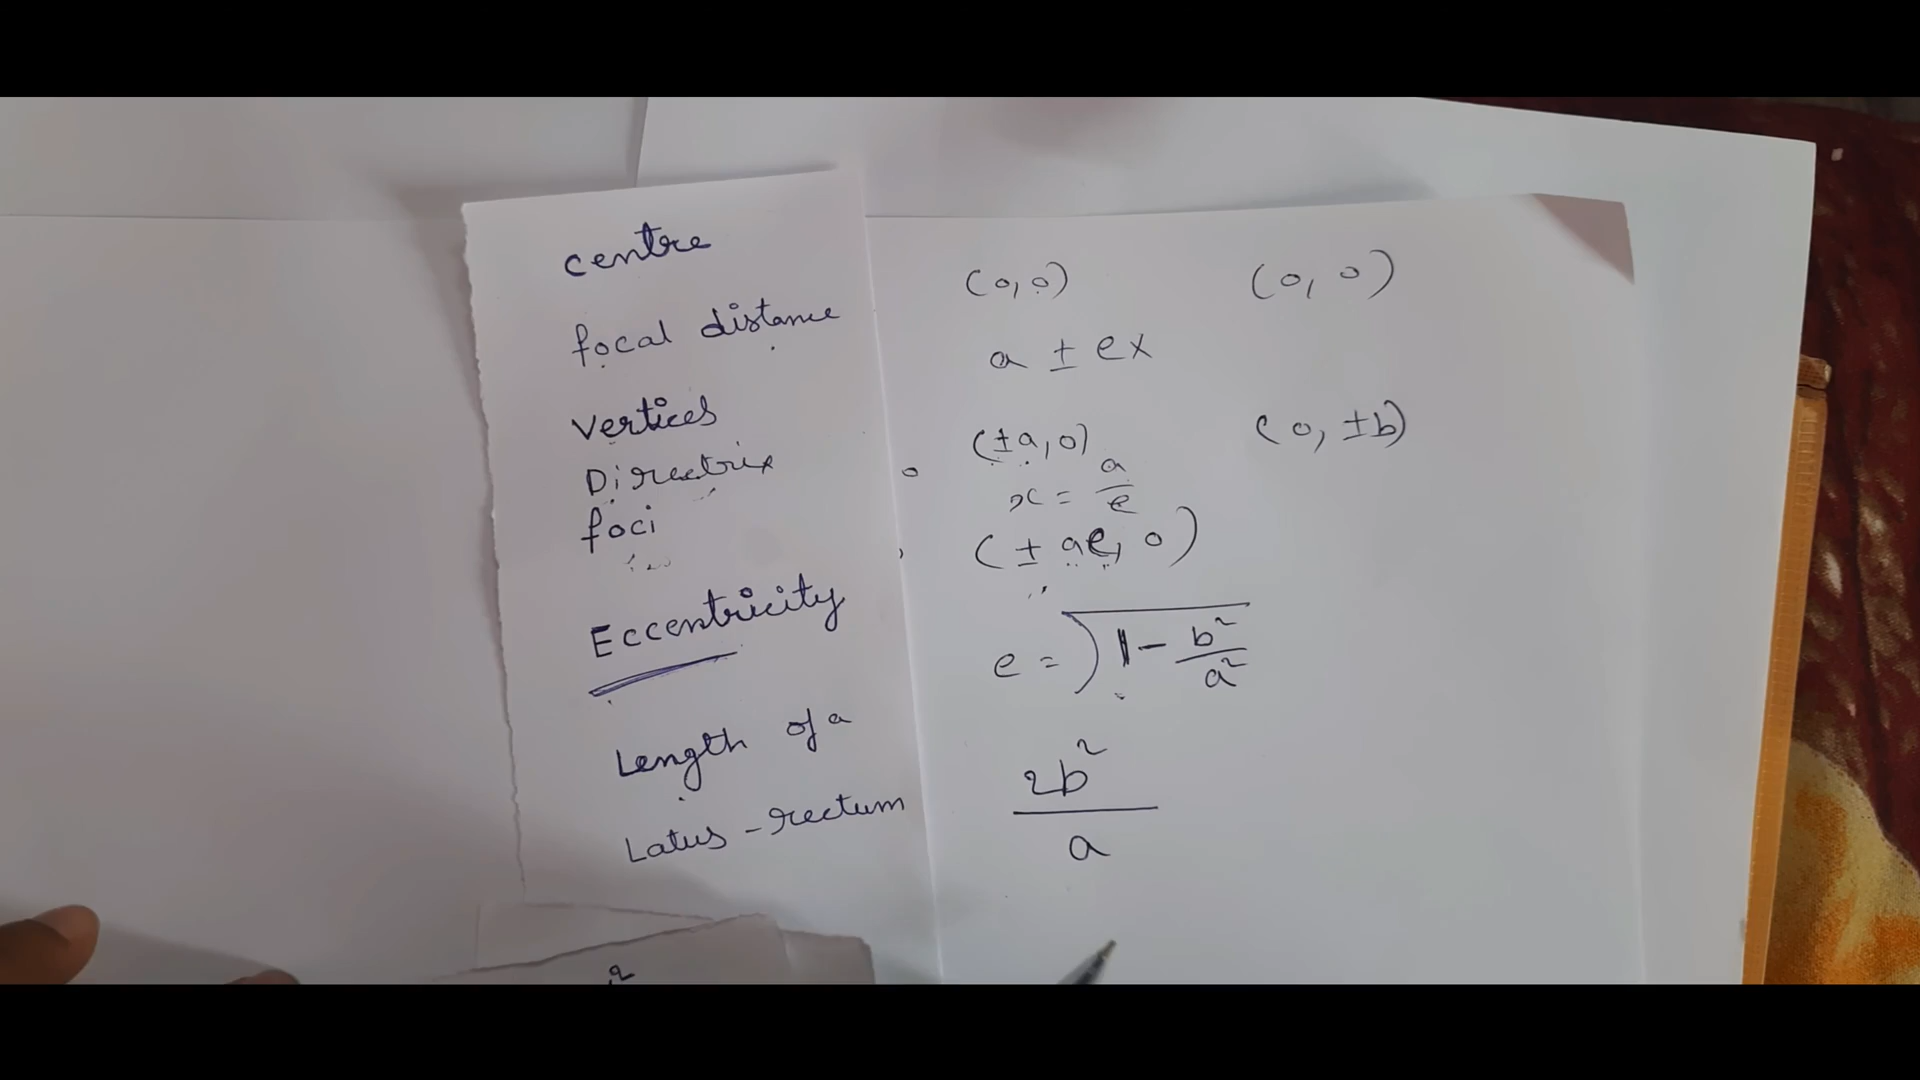 centre (0,0) (0, 0)
focal distance a ± ex
Vertices (±a,0) (0, ±b)
Directrix x = a/e
foci (± ae, 0)
Eccentricity e = √(1 - b²/a²)
Length of a
Latus-rectum 2b²/a
2